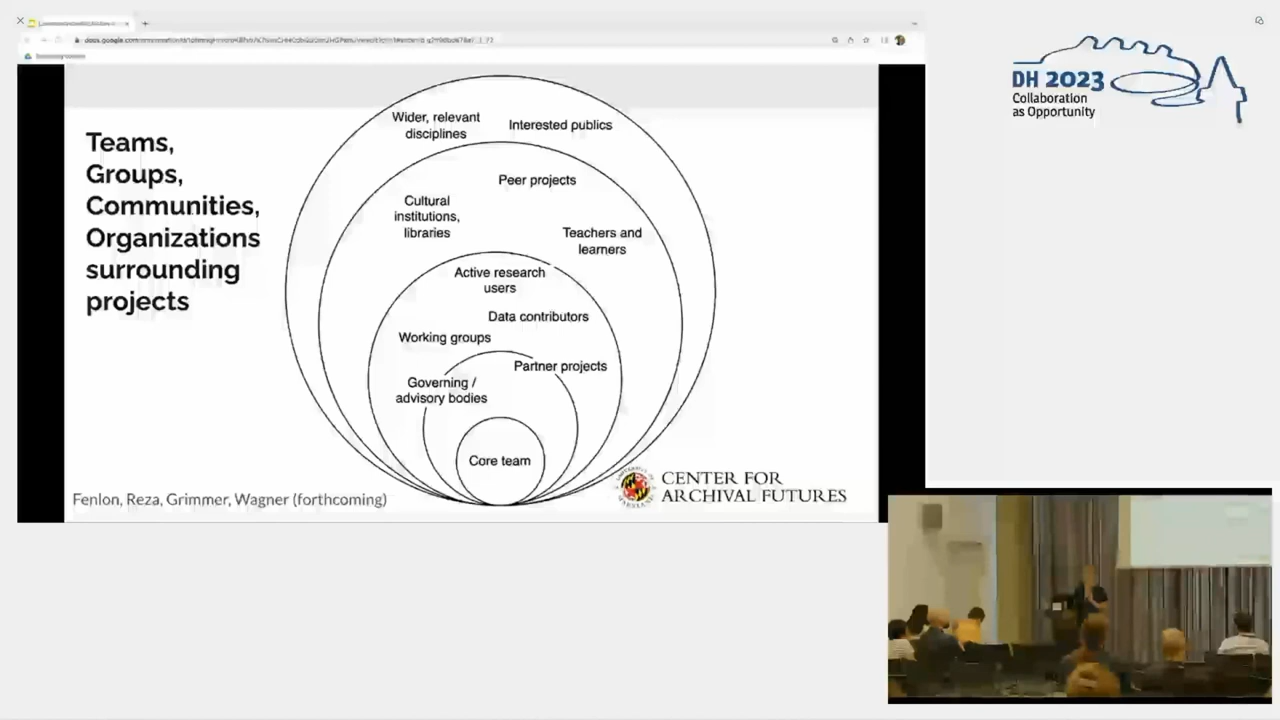 DH 2023
Collaboration
as Opportunity
Teams,
Groups,
Communities,
Organizations
surrounding
projects
Wider, relevant
disciplines
Interested publics
Peer projects
Cultural
institutions,
libraries
Teachers and
learners
Active research
users
Data contributors
Working groups
Partner projects
Governing /
advisory bodies
Core team
Fenlon, Reza, Grimmer, Wagner (forthcoming)
CENTER FOR
ARCHIVAL FUTURES